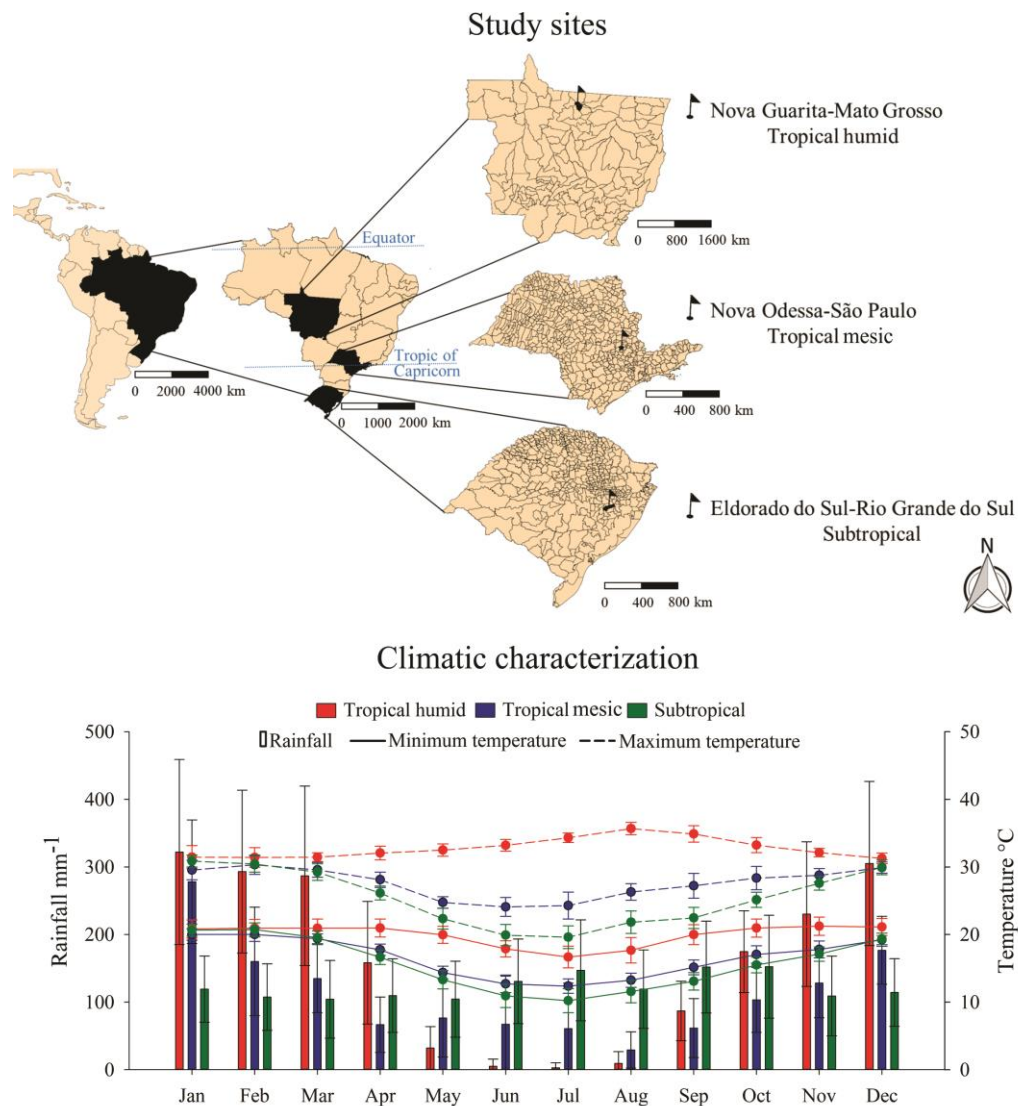 Study sites
Nova Guarita-Mato Grosso
Tropical humid
0 800 1600 km
Equator
Nova Odessa-São Paulo
Tropical mesic
Tropic of
Capricorn
0 2000 4000 km
0 1000 2000 km
0 400 800 km
Eldorado do Sul-Rio Grande do Sul
Subtropical
N
0 400 800 km
Climatic characterization
Tropical humid Tropical mesic Subtropical
Rainfall Minimum temperature Maximum temperature
Rainfall mm-1
500
400
300
200
100
0
Temperature °C
50
40
30
20
10
0
Jan Feb Mar Apr May Jun Jul Aug Sep Oct Nov Dec